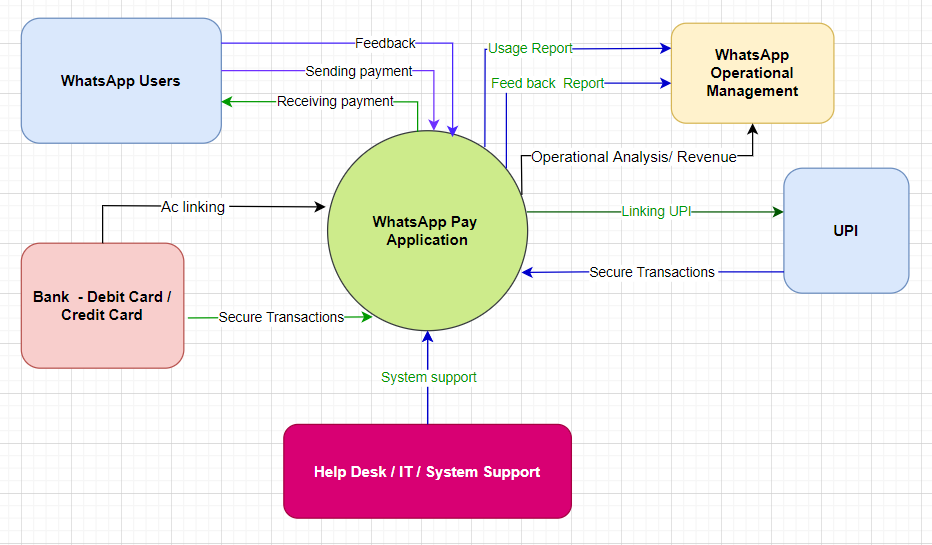 Feedback
WhatsApp Users
Sending payment
Receiving payment
Usage Report
Feed back  Report
WhatsApp
Operational
Management
Operational Analysis/ Revenue
Ac linking
WhatsApp Pay
Application
Linking UPI
UPI
Secure Transactions
Bank  - Debit Card /
Credit Card
Secure Transactions
System support
Help Desk / IT / System Support